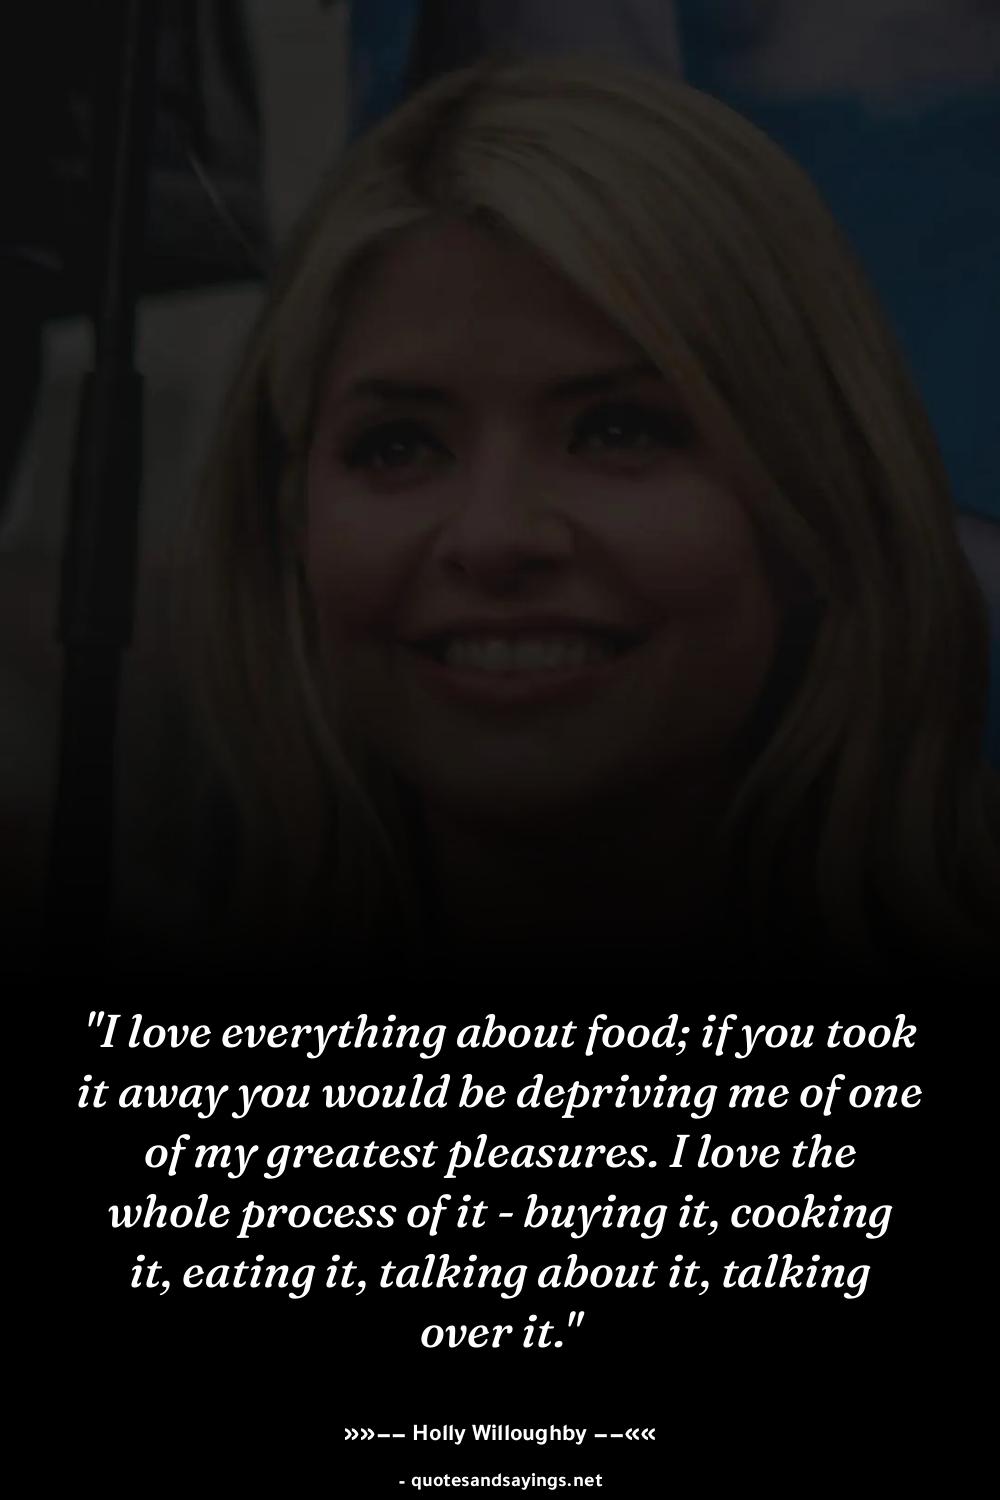 "I love everything about food; if you took
it away you would be depriving me of one
of my greatest pleasures. I love the
whole process of it - buying it, cooking
it, eating it, talking about it, talking
over it."
»»–– Holly Willoughby ––««
- quotesandsayings.net